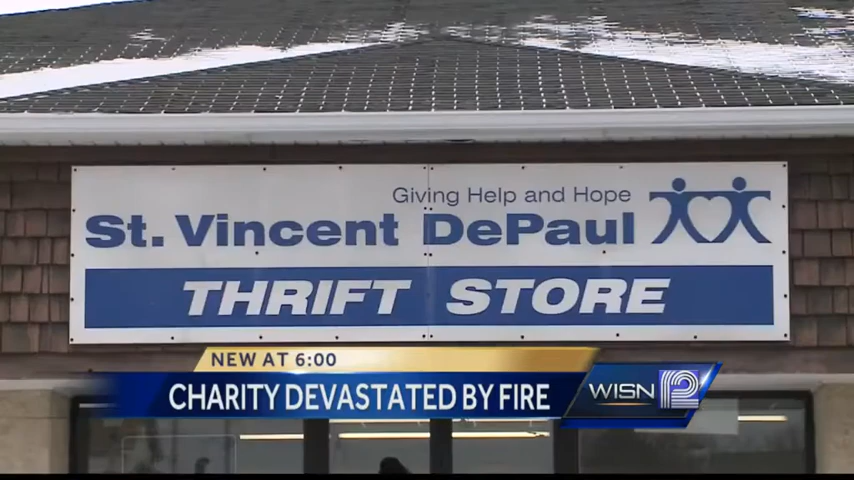 Giving Help and Hope
St. Vincent DePaul
THRIFT STORE
NEW AT 6:00
CHARITY DEVASTATED BY FIRE
WISN 12